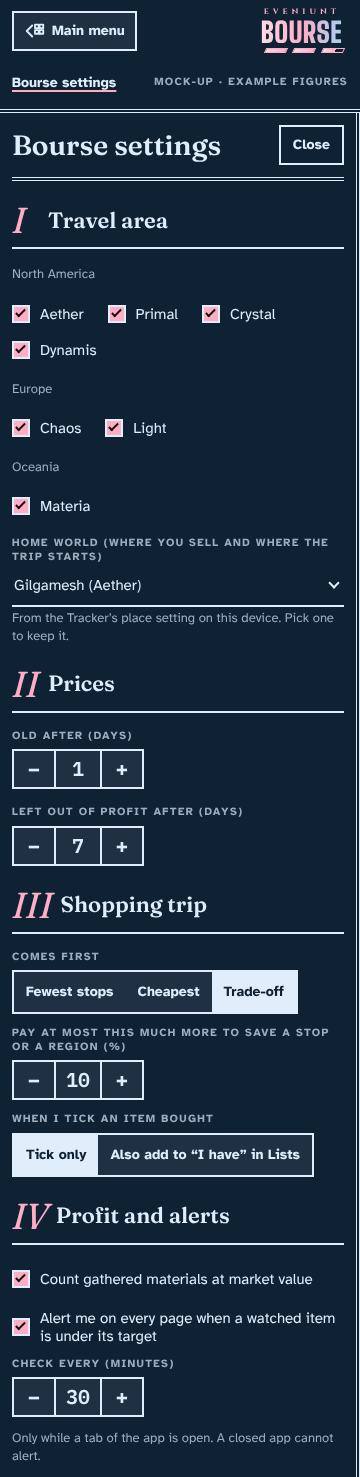 Main menu
EVENIUNT
BOURSE
Bourse settings
MOCK-UP · EXAMPLE FIGURES
Bourse settings
Close
I Travel area
North America
Aether
Primal
Crystal
Dynamis
Europe
Chaos
Light
Oceania
Materia
HOME WORLD (WHERE YOU SELL AND WHERE THE
TRIP STARTS)
Gilgamesh (Aether)
From the Tracker's place setting on this device. Pick one
to keep it.
II Prices
OLD AFTER (DAYS)
− 1 +
LEFT OUT OF PROFIT AFTER (DAYS)
− 7 +
III Shopping trip
COMES FIRST
Fewest stops Cheapest Trade-off
PAY AT MOST THIS MUCH MORE TO SAVE A STOP
OR A REGION (%)
− 10 +
WHEN I TICK AN ITEM BOUGHT
Tick only Also add to “I have” in Lists
IV Profit and alerts
Count gathered materials at market value
Alert me on every page when a watched item
is under its target
CHECK EVERY (MINUTES)
− 30 +
Only while a tab of the app is open. A closed app cannot
alert.